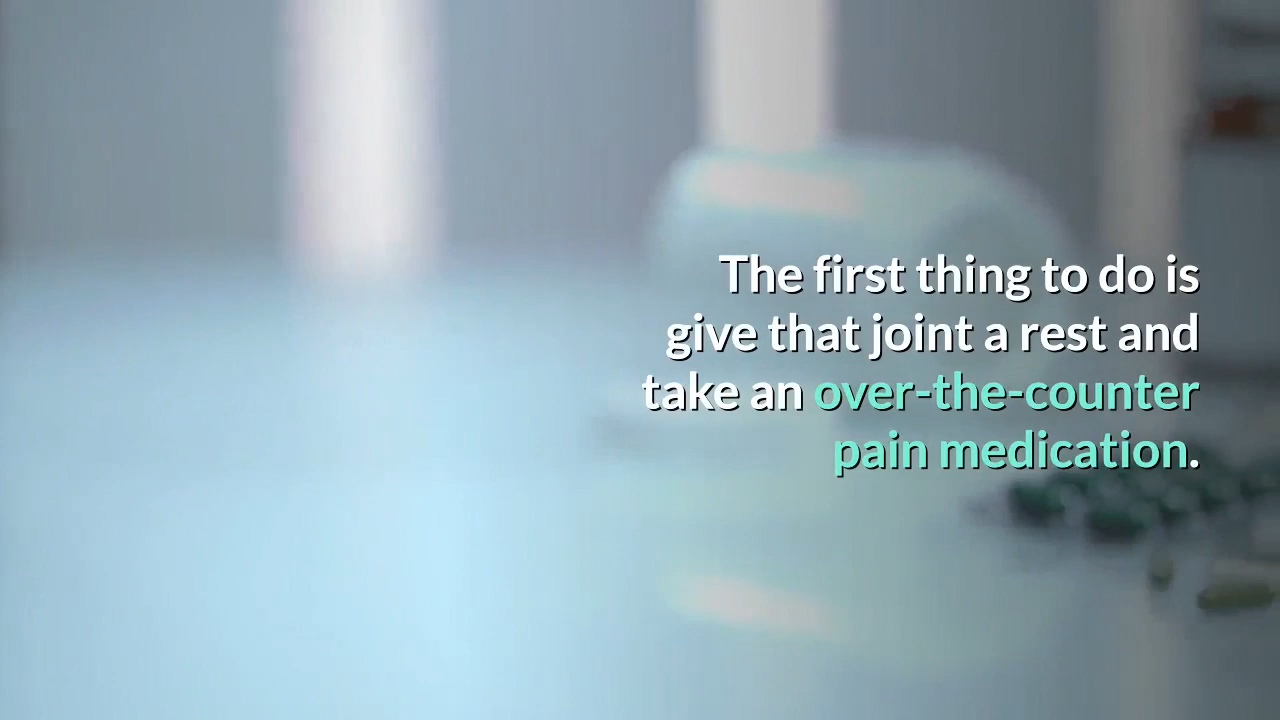 The first thing to do is
give that joint a rest and
take an over-the-counter
pain medication.